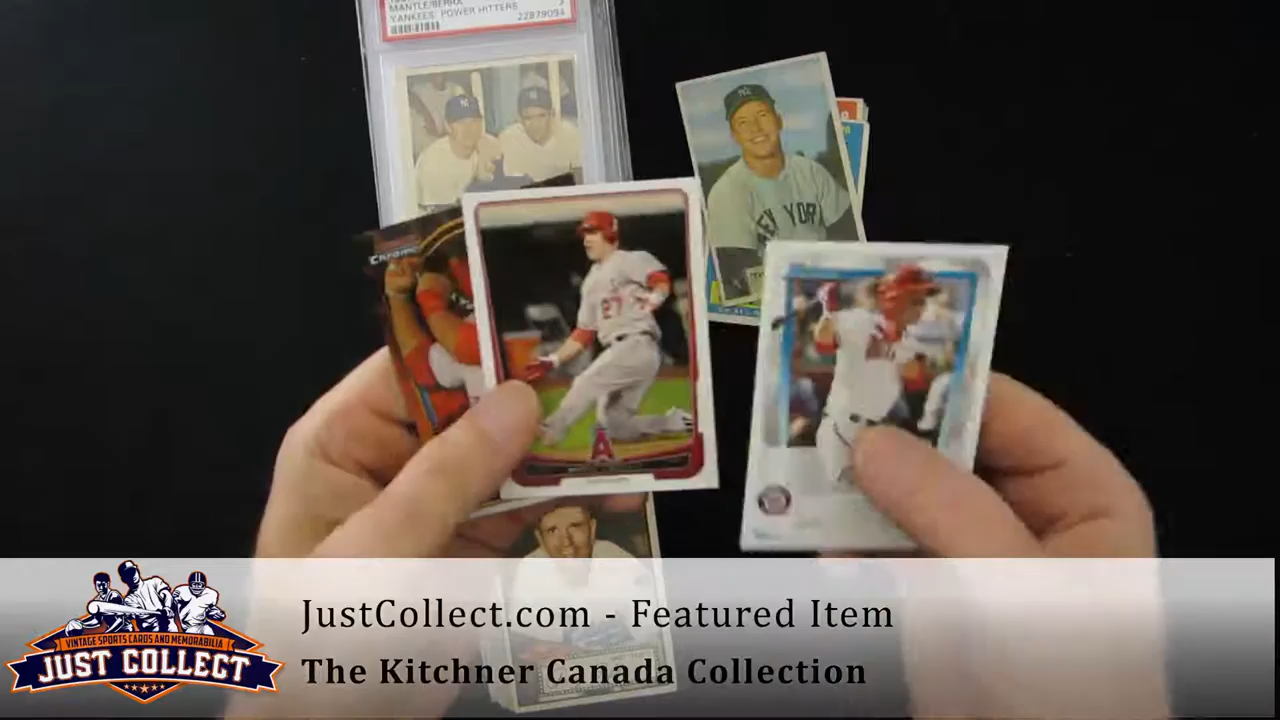 MANTLE/BERRA
YANKEES POWER HITTERS
22879094
NEW YORK
Chrome
27
A
JustCollect.com - Featured Item
The Kitchner Canada Collection
VINTAGE SPORTS CARDS AND MEMORABILIA
JUST COLLECT